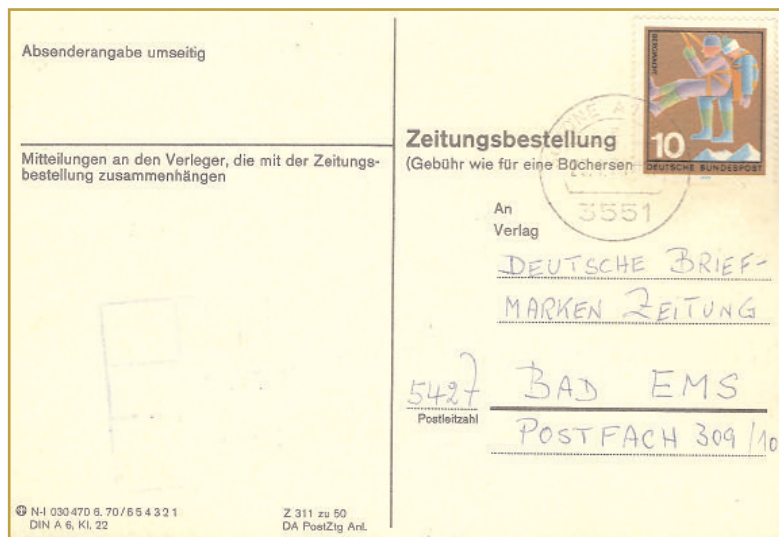 Absenderangabe umseitig
Mitteilungen an den Verleger, die mit der Zeitungs-
bestellung zusammenhängen
N-I 030470 6. 70/654321
DIN A 6, Kl. 22
Z 311 zu 50
DA PostZtg Anl.
BERGWACHT
10
DEUTSCHE BUNDESPOST
3551
Zeitungsbestellung
(Gebühr wie für eine Büchersen
An
Verlag
DEUTSCHE BRIEF-
MARKEN ZEITUNG
5427 BAD EMS
Postleitzahl
POSTFACH 309/10